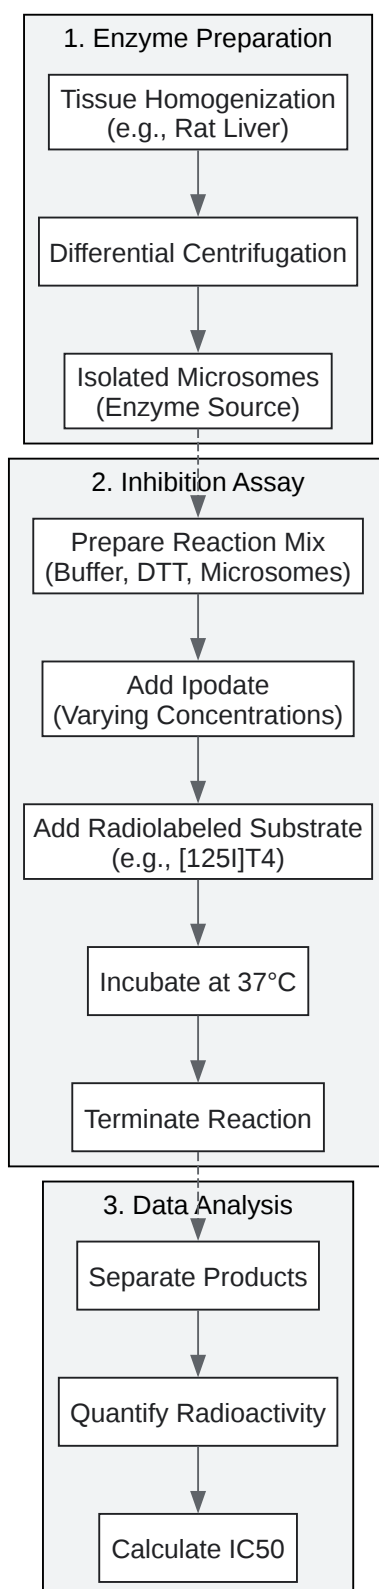 1. Enzyme Preparation
Tissue Homogenization
(e.g., Rat Liver)
Differential Centrifugation
Isolated Microsomes
(Enzyme Source)
2. Inhibition Assay
Prepare Reaction Mix
(Buffer, DTT, Microsomes)
Add Ipodate
(Varying Concentrations)
Add Radiolabeled Substrate
(e.g., [125I]T4)
Incubate at 37°C
Terminate Reaction
3. Data Analysis
Separate Products
Quantify Radioactivity
Calculate IC50